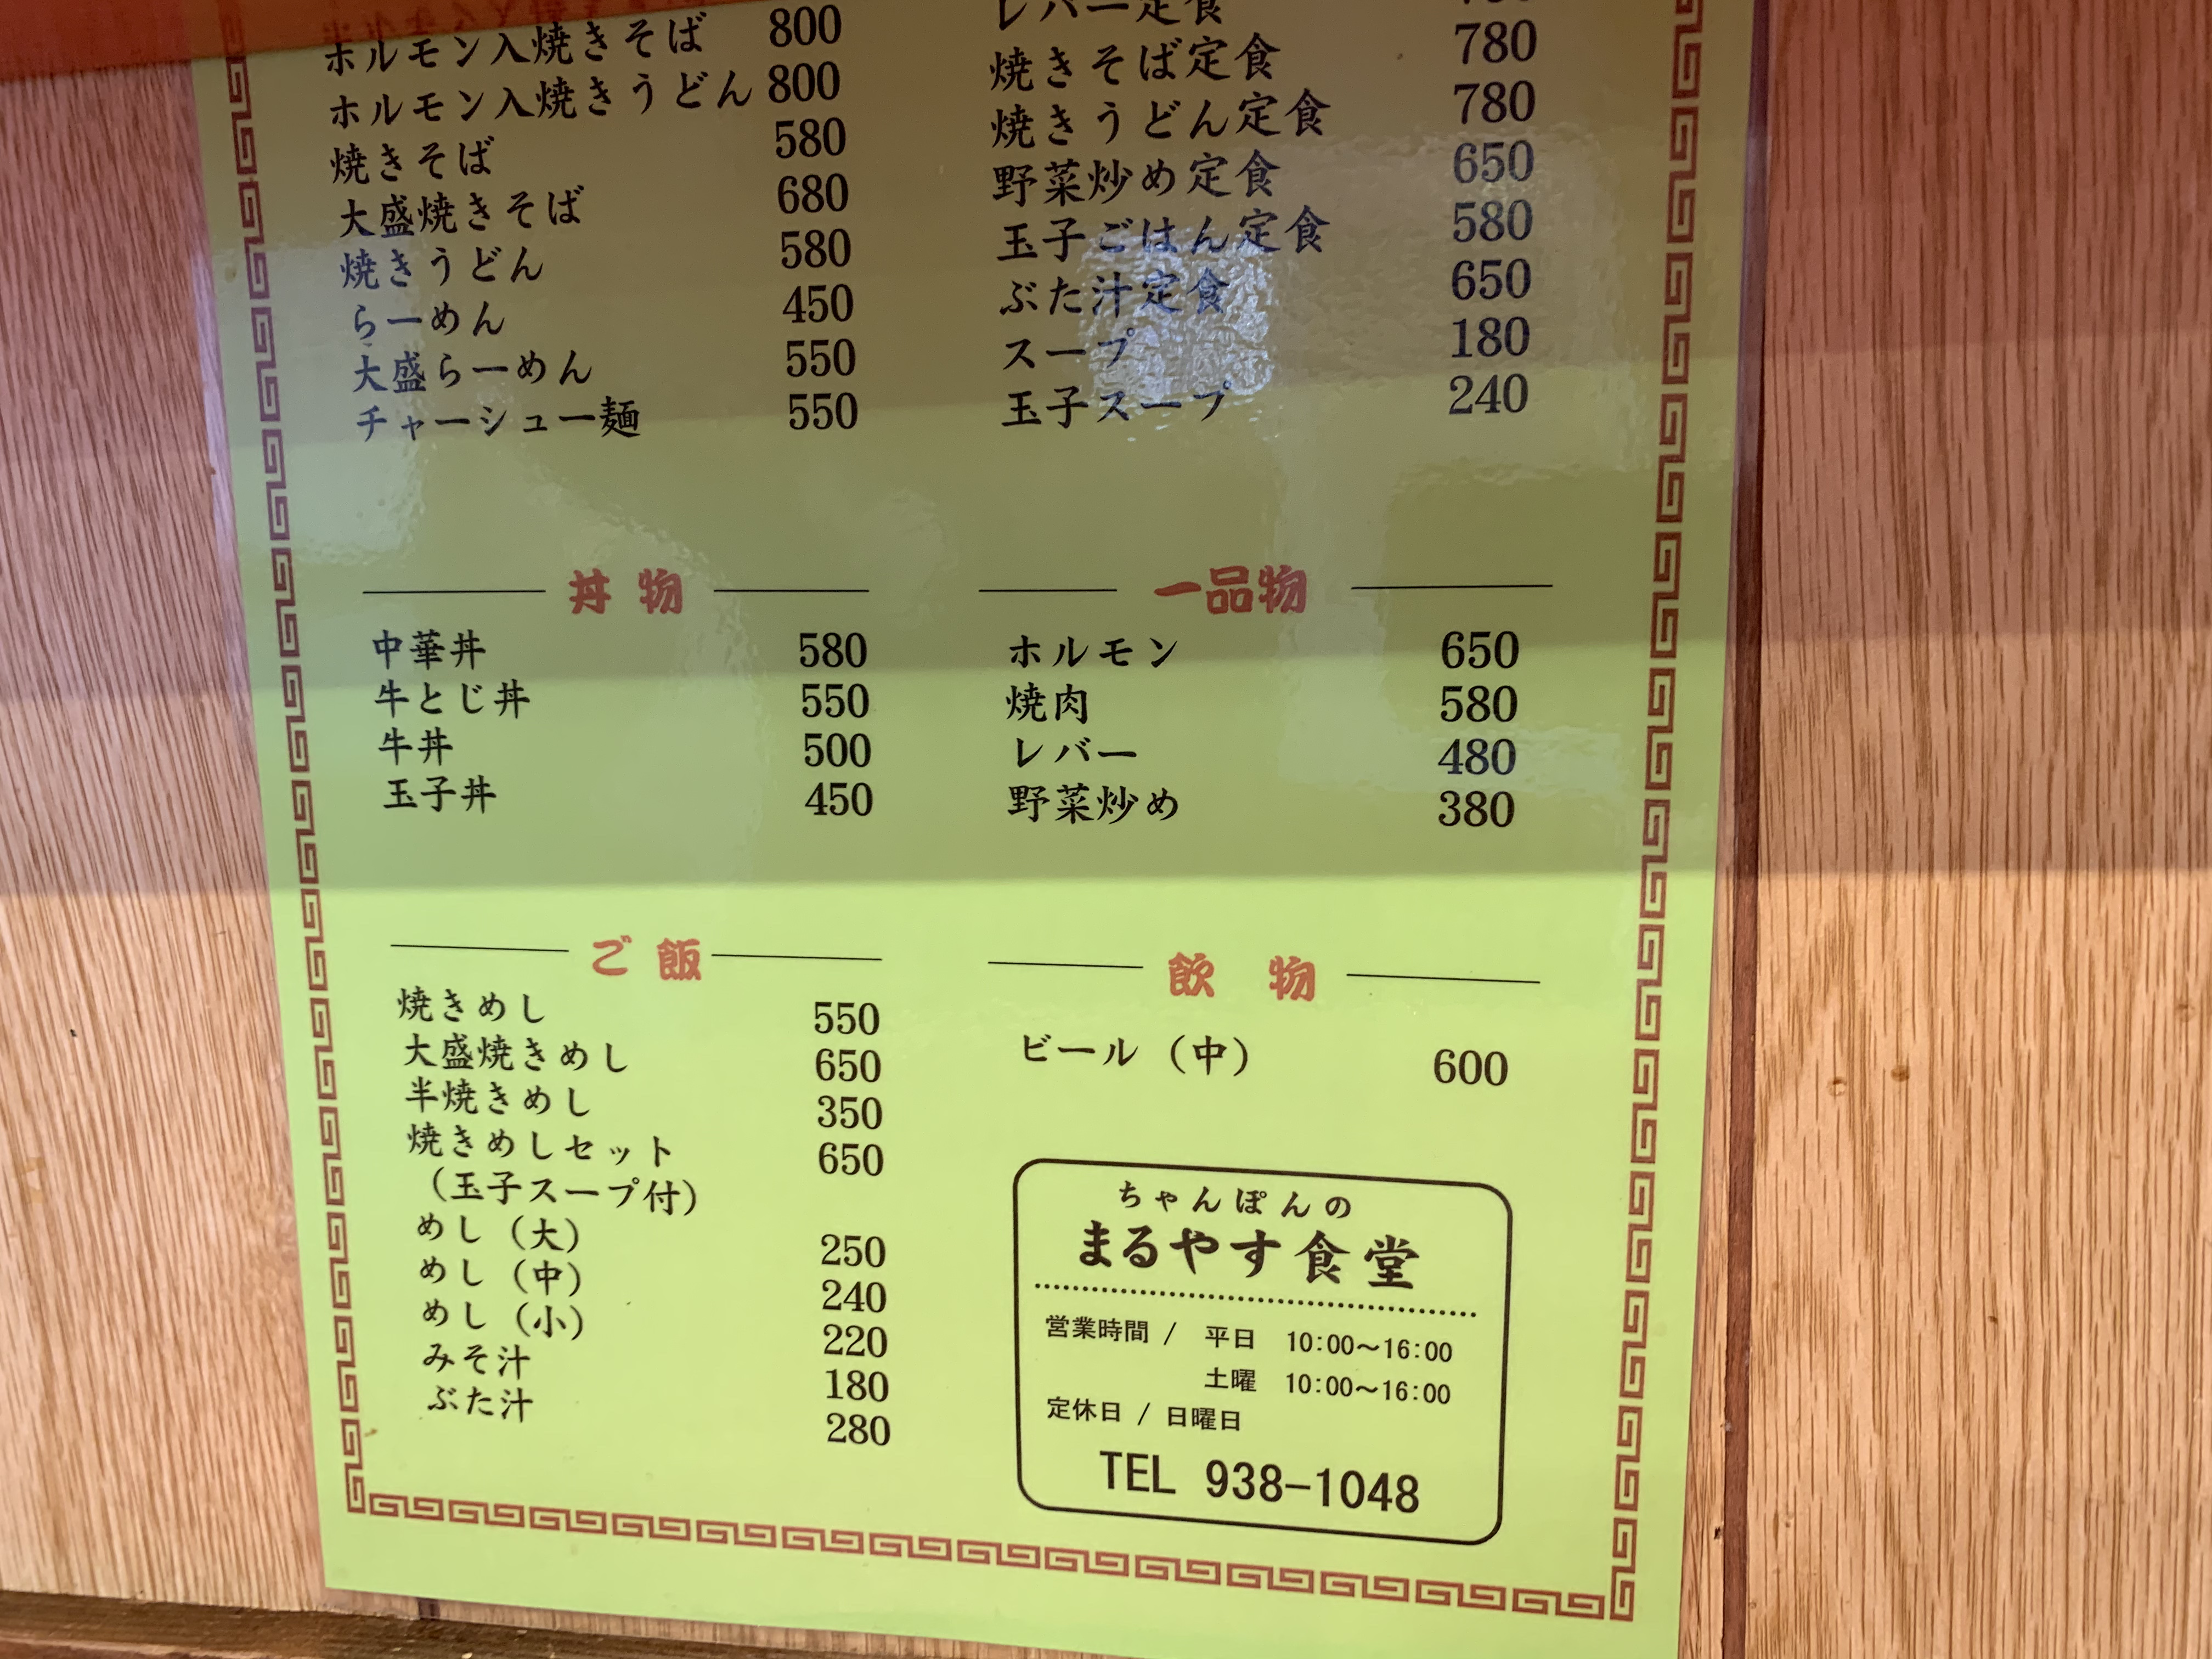 ホルモン入焼きそば 800
ホルモン入焼きうどん 800
焼きそば 580
大盛焼きそば 680
焼きうどん 580
らーめん 450
大盛らーめん 550
チャーシュー麺 550
レバー定食
焼きそば定食 780
焼きうどん定食 780
野菜炒め定食 650
玉子ごはん定食 580
ぶた汁定食 650
スープ 180
玉子スープ 240
丼物
中華丼 580
牛とじ丼 550
牛丼 500
玉子丼 450
一品物
ホルモン 650
焼肉 580
レバー 480
野菜炒め 380
ご飯
焼きめし 550
大盛焼きめし 650
半焼きめし 350
焼きめしセット 650
（玉子スープ付）
めし（大） 250
めし（中） 240
めし（小） 220
みそ汁 180
ぶた汁 280
飲物
ビール（中） 600
ちゃんぽんの
まるやす食堂
営業時間 / 平日 10:00～16:00
土曜 10:00～16:00
定休日 / 日曜日
TEL 938-1048